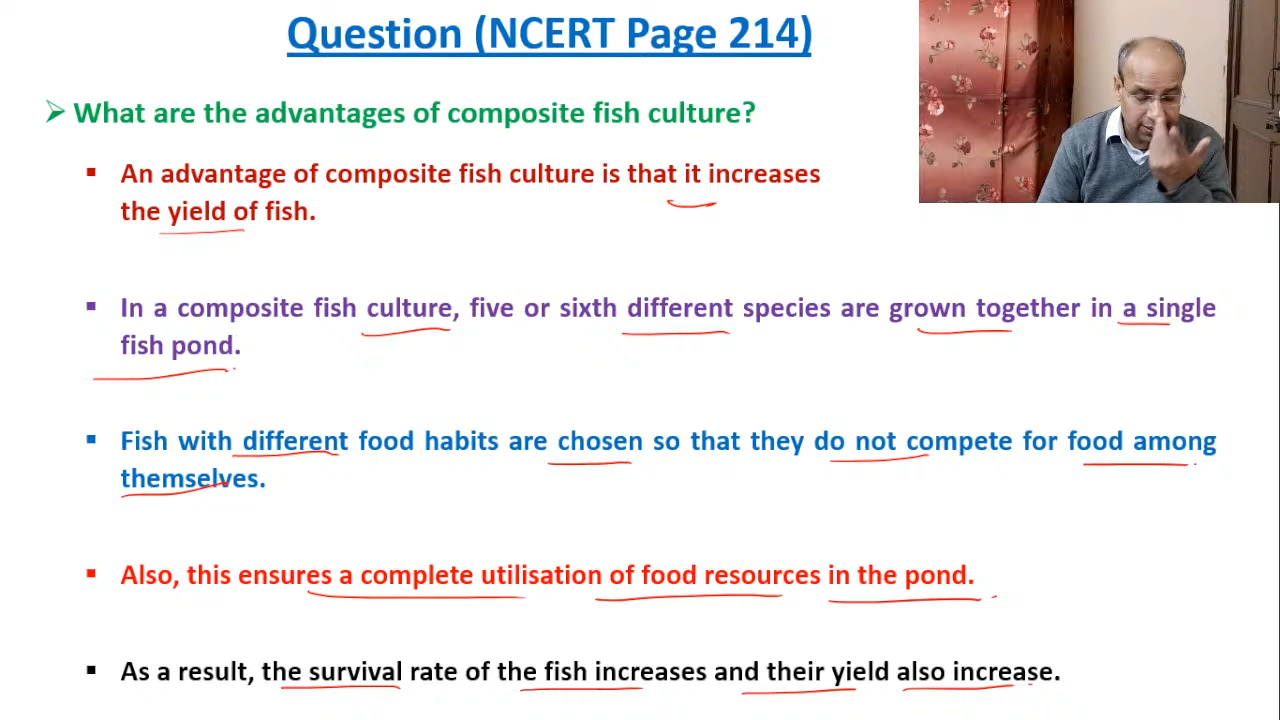 Question (NCERT Page 214)
➢ What are the advantages of composite fish culture?
▪ An advantage of composite fish culture is that it increases
the yield of fish.
▪ In a composite fish culture, five or sixth different species are grown together in a single
fish pond.
▪ Fish with different food habits are chosen so that they do not compete for food among
themselves.
▪ Also, this ensures a complete utilisation of food resources in the pond.
▪ As a result, the survival rate of the fish increases and their yield also increase.